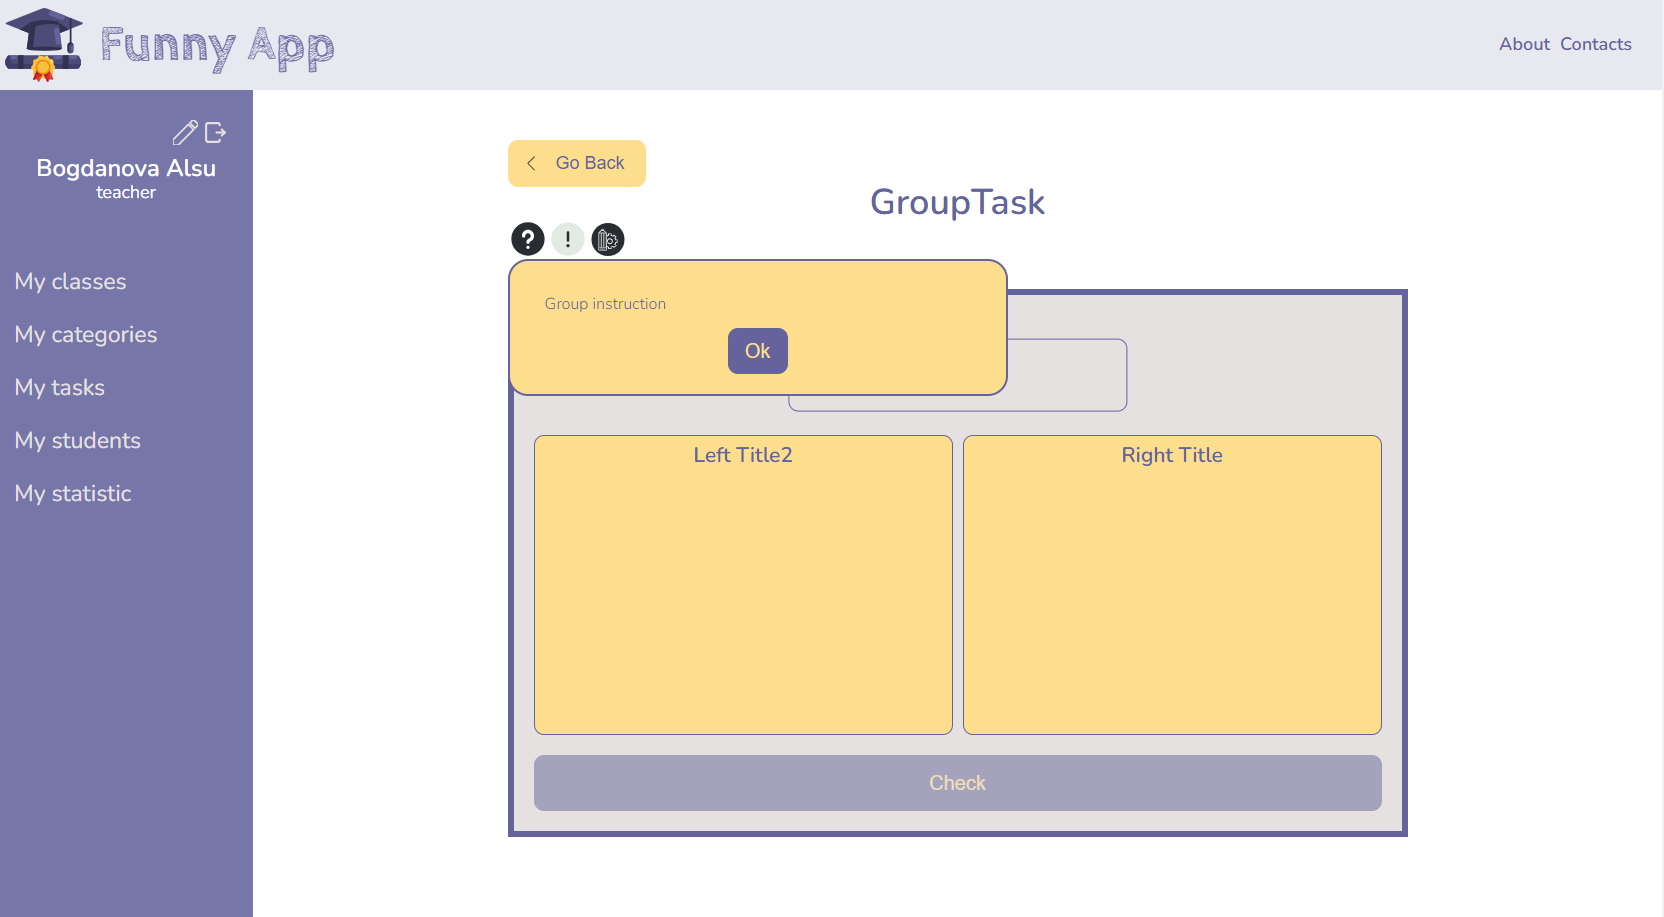 Funny App
About Contacts
Bogdanova Alsu
teacher
My classes
My categories
My tasks
My students
My statistic
Go Back
GroupTask
? !
Group instruction
Ok
Left Title2
Right Title
Check